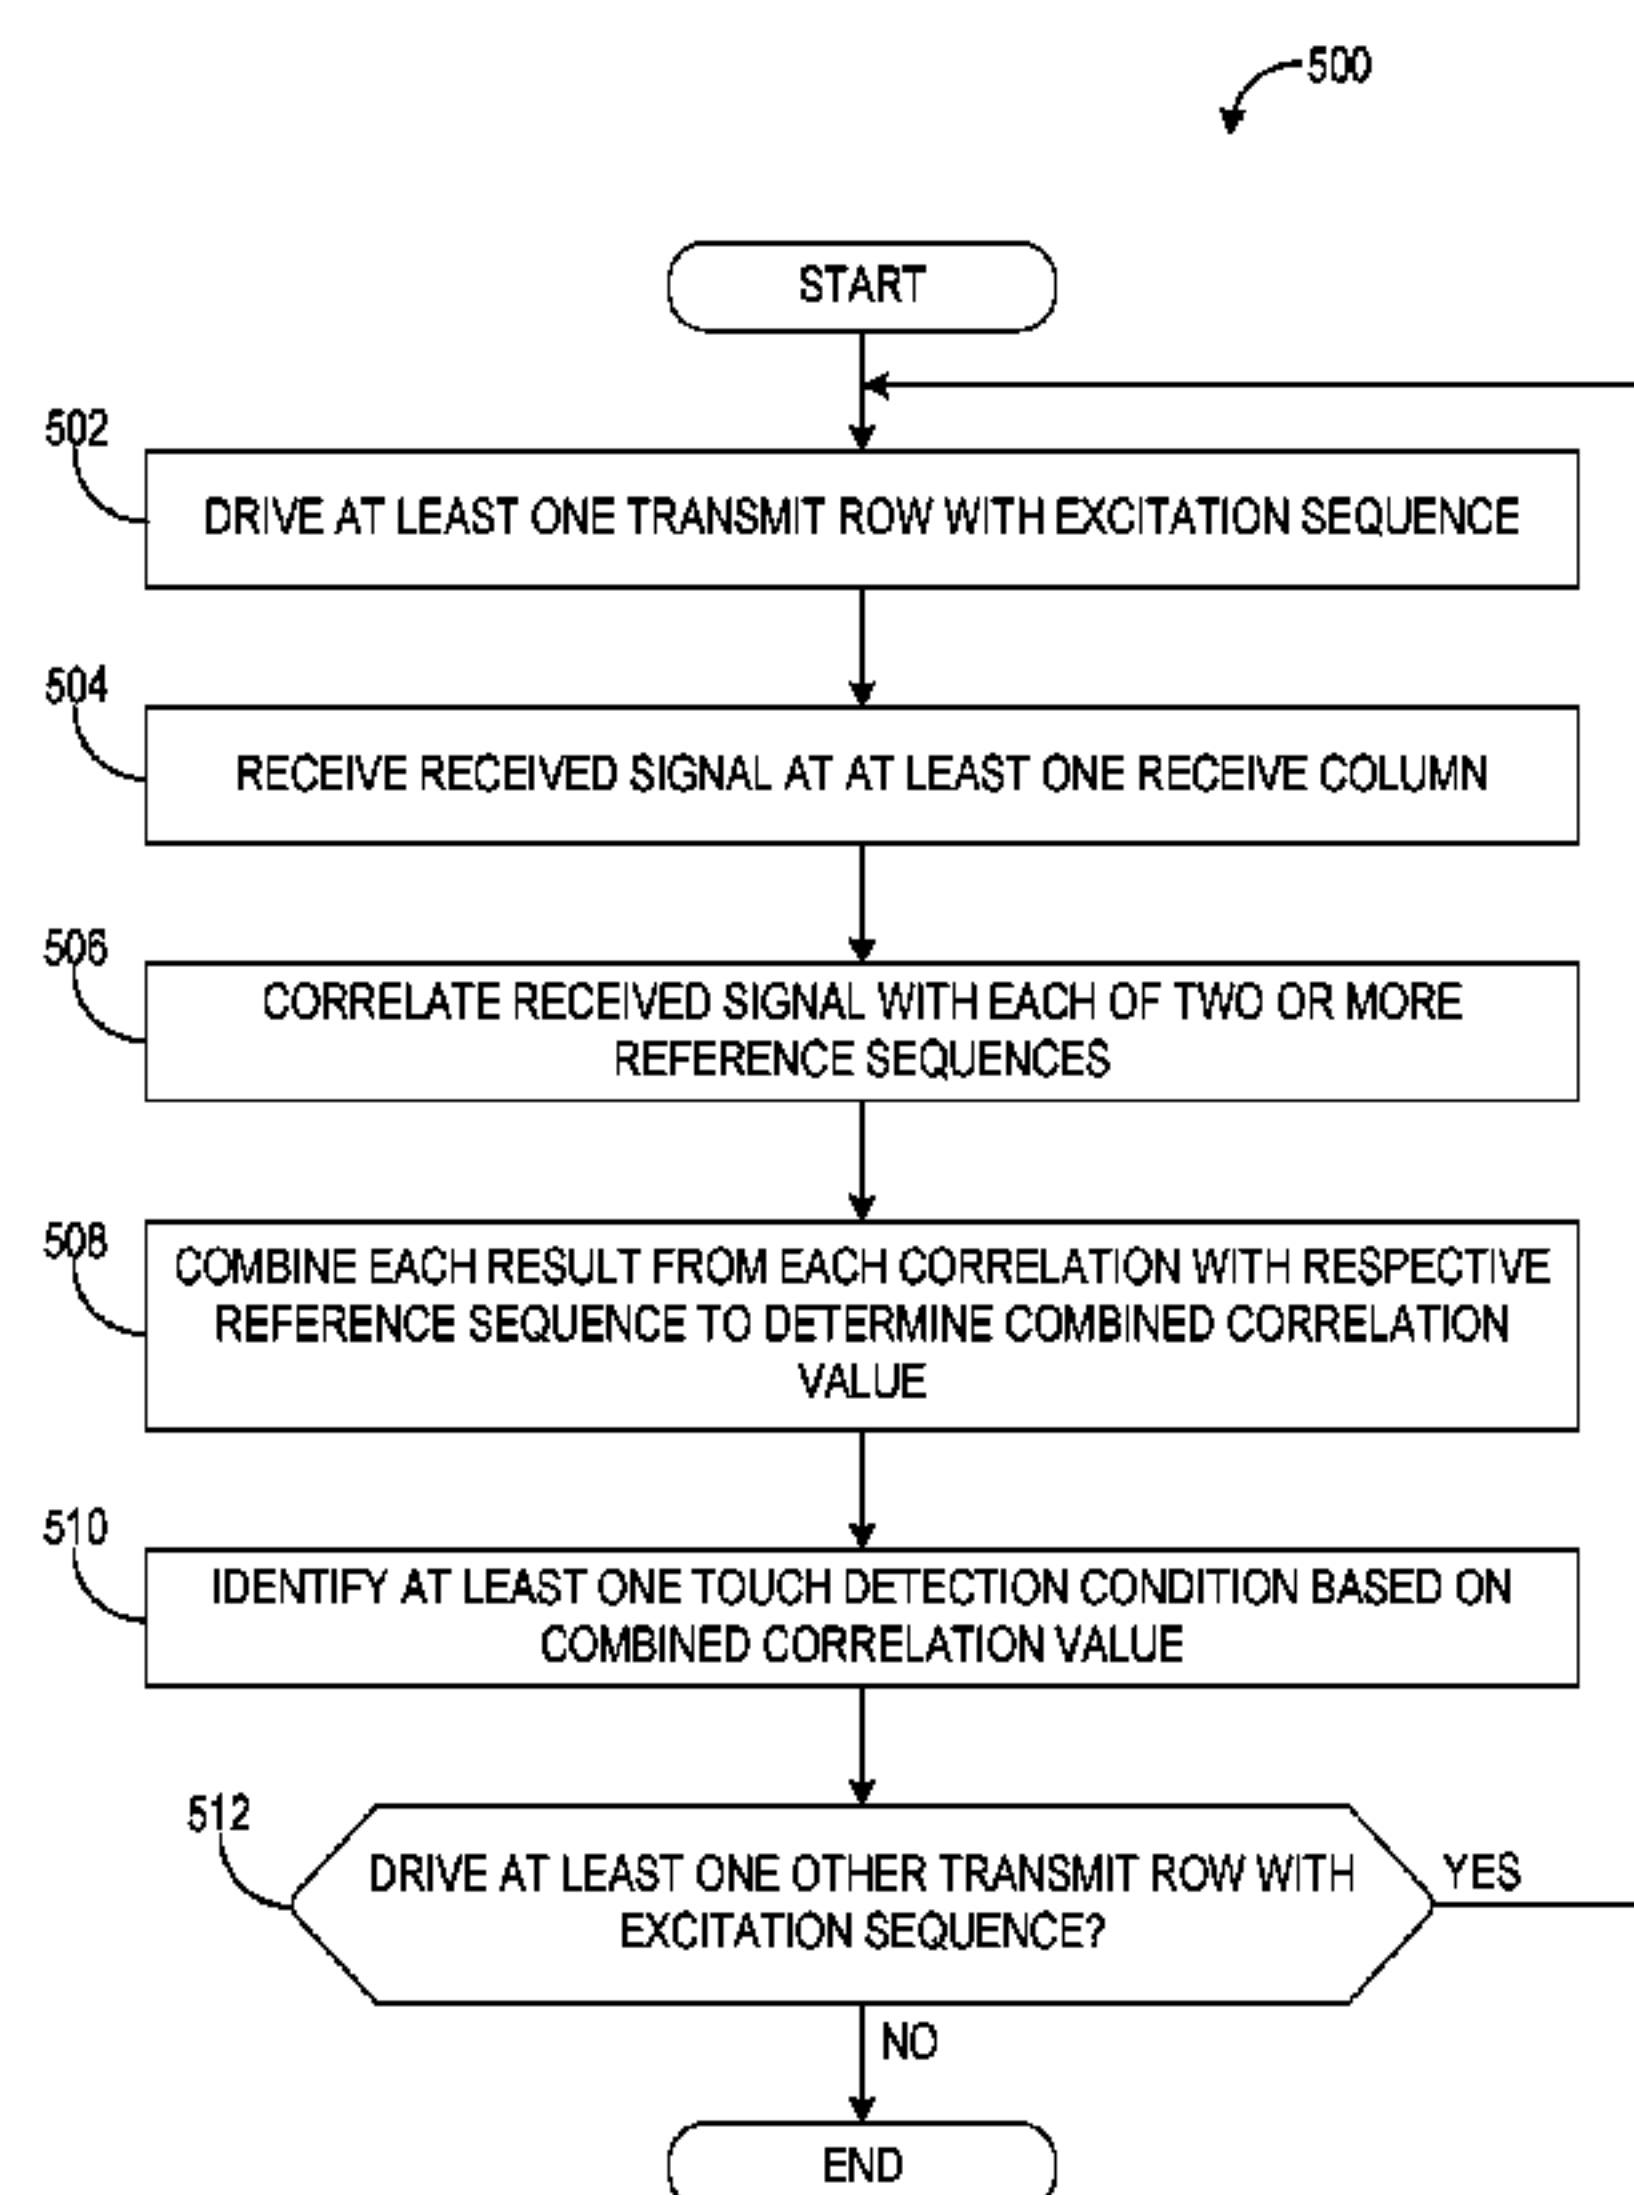 500
START
502
DRIVE AT LEAST ONE TRANSMIT ROW WITH EXCITATION SEQUENCE
504
RECEIVE RECEIVED SIGNAL AT AT LEAST ONE RECEIVE COLUMN
506
CORRELATE RECEIVED SIGNAL WITH EACH OF TWO OR MORE
REFERENCE SEQUENCES
508
COMBINE EACH RESULT FROM EACH CORRELATION WITH RESPECTIVE
REFERENCE SEQUENCE TO DETERMINE COMBINED CORRELATION
VALUE
510
IDENTIFY AT LEAST ONE TOUCH DETECTION CONDITION BASED ON
COMBINED CORRELATION VALUE
512
DRIVE AT LEAST ONE OTHER TRANSMIT ROW WITH
EXCITATION SEQUENCE?
YES
NO
END